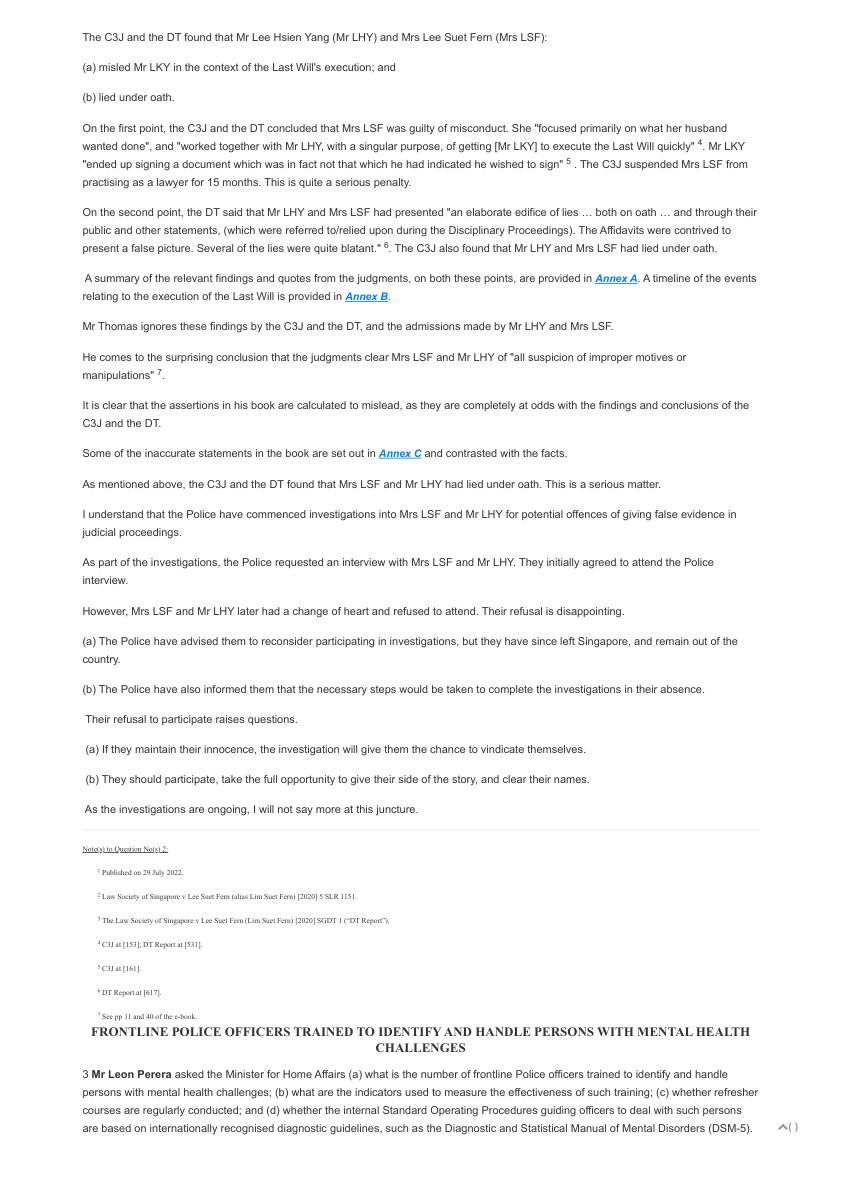 The C3J and the DT found that Mr Lee Hsien Yang (Mr LHY) and Mrs Lee Suet Fern (Mrs LSF):
(a) misled Mr LKY in the context of the Last Will's execution; and
(b) lied under oath.
On the first point, the C3J and the DT concluded that Mrs LSF was guilty of misconduct. She "focused primarily on what her husband
wanted done", and "worked together with Mr LHY, with a singular purpose, of getting [Mr LKY] to execute the Last Will quickly" 4. Mr LKY
"ended up signing a document which was in fact not that which he had indicated he wished to sign" 5 . The C3J suspended Mrs LSF from
practising as a lawyer for 15 months. This is quite a serious penalty.
On the second point, the DT said that Mr LHY and Mrs LSF had presented "an elaborate edifice of lies … both on oath … and through their
public and other statements, (which were referred to/relied upon during the Disciplinary Proceedings). The Affidavits were contrived to
present a false picture. Several of the lies were quite blatant." 6. The C3J also found that Mr LHY and Mrs LSF had lied under oath.
A summary of the relevant findings and quotes from the judgments, on both these points, are provided in Annex A. A timeline of the events
relating to the execution of the Last Will is provided in Annex B.
Mr Thomas ignores these findings by the C3J and the DT, and the admissions made by Mr LHY and Mrs LSF.
He comes to the surprising conclusion that the judgments clear Mrs LSF and Mr LHY of "all suspicion of improper motives or
manipulations" 7.
It is clear that the assertions in his book are calculated to mislead, as they are completely at odds with the findings and conclusions of the
C3J and the DT.
Some of the inaccurate statements in the book are set out in Annex C and contrasted with the facts.
As mentioned above, the C3J and the DT found that Mrs LSF and Mr LHY had lied under oath. This is a serious matter.
I understand that the Police have commenced investigations into Mrs LSF and Mr LHY for potential offences of giving false evidence in
judicial proceedings.
As part of the investigations, the Police requested an interview with Mrs LSF and Mr LHY. They initially agreed to attend the Police
interview.
However, Mrs LSF and Mr LHY later had a change of heart and refused to attend. Their refusal is disappointing.
(a) The Police have advised them to reconsider participating in investigations, but they have since left Singapore, and remain out of the
country.
(b) The Police have also informed them that the necessary steps would be taken to complete the investigations in their absence.
Their refusal to participate raises questions.
(a) If they maintain their innocence, the investigation will give them the chance to vindicate themselves.
(b) They should participate, take the full opportunity to give their side of the story, and clear their names.
As the investigations are ongoing, I will not say more at this juncture.
Note(s) to Question No(s) 2:
1 Published on 29 July 2022.
2 Law Society of Singapore v Lee Suet Fern (alias Lim Suet Fern) [2020] 5 SLR 1151.
3 The Law Society of Singapore v Lee Suet Fern (Lim Suet Fern) [2020] SGDT 1 (“DT Report”).
4 C3J at [153]; DT Report at [531].
5 C3J at [161].
6 DT Report at [617].
7 See pp 11 and 40 of the e-book.
FRONTLINE POLICE OFFICERS TRAINED TO IDENTIFY AND HANDLE PERSONS WITH MENTAL HEALTH
CHALLENGES
3 Mr Leon Perera asked the Minister for Home Affairs (a) what is the number of frontline Police officers trained to identify and handle
persons with mental health challenges; (b) what are the indicators used to measure the effectiveness of such training; (c) whether refresher
courses are regularly conducted; and (d) whether the internal Standard Operating Procedures guiding officers to deal with such persons
are based on internationally recognised diagnostic guidelines, such as the Diagnostic and Statistical Manual of Mental Disorders (DSM-5).
( )